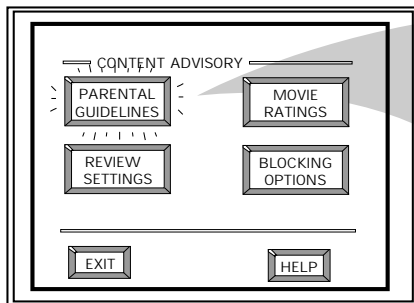 CONTENT ADVISORY
PARENTAL
GUIDELINES
MOVIE
RATINGS
REVIEW
SETTINGS
BLOCKING
OPTIONS
EXIT
HELP